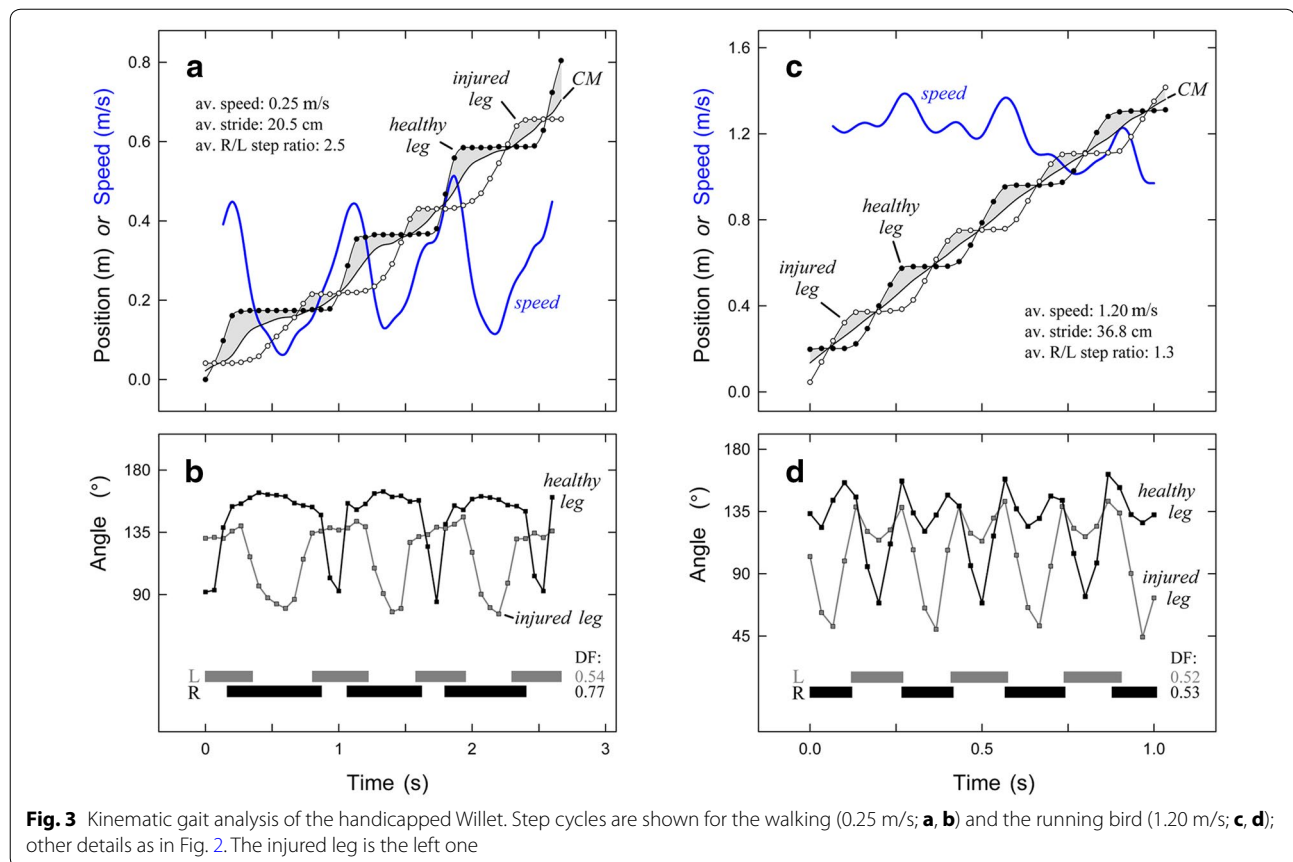 a
av. speed: 0.25 m/s
av. stride: 20.5 cm
av. R/L step ratio: 2.5
healthy
leg
injured
leg
CM
speed
Position (m) or Speed (m/s)
0.8
0.6
0.4
0.2
0.0
c
speed
CM
healthy
leg
injured
leg
av. speed: 1.20 m/s
av. stride: 36.8 cm
av. R/L step ratio: 1.3
Position (m) or Speed (m/s)
1.6
1.2
0.8
0.4
0.0
b
healthy
leg
injured leg
Angle (°)
180
135
90
DF:
L 0.54
R 0.77
0 1 2 3
Time (s)
d
healthy
leg
injured
leg
Angle (°)
180
135
90
45
DF:
L 0.52
R 0.53
0.0 0.5 1.0
Time (s)
Fig. 3 Kinematic gait analysis of the handicapped Willet. Step cycles are shown for the walking (0.25 m/s; a, b) and the running bird (1.20 m/s; c, d);
other details as in Fig. 2. The injured leg is the left one